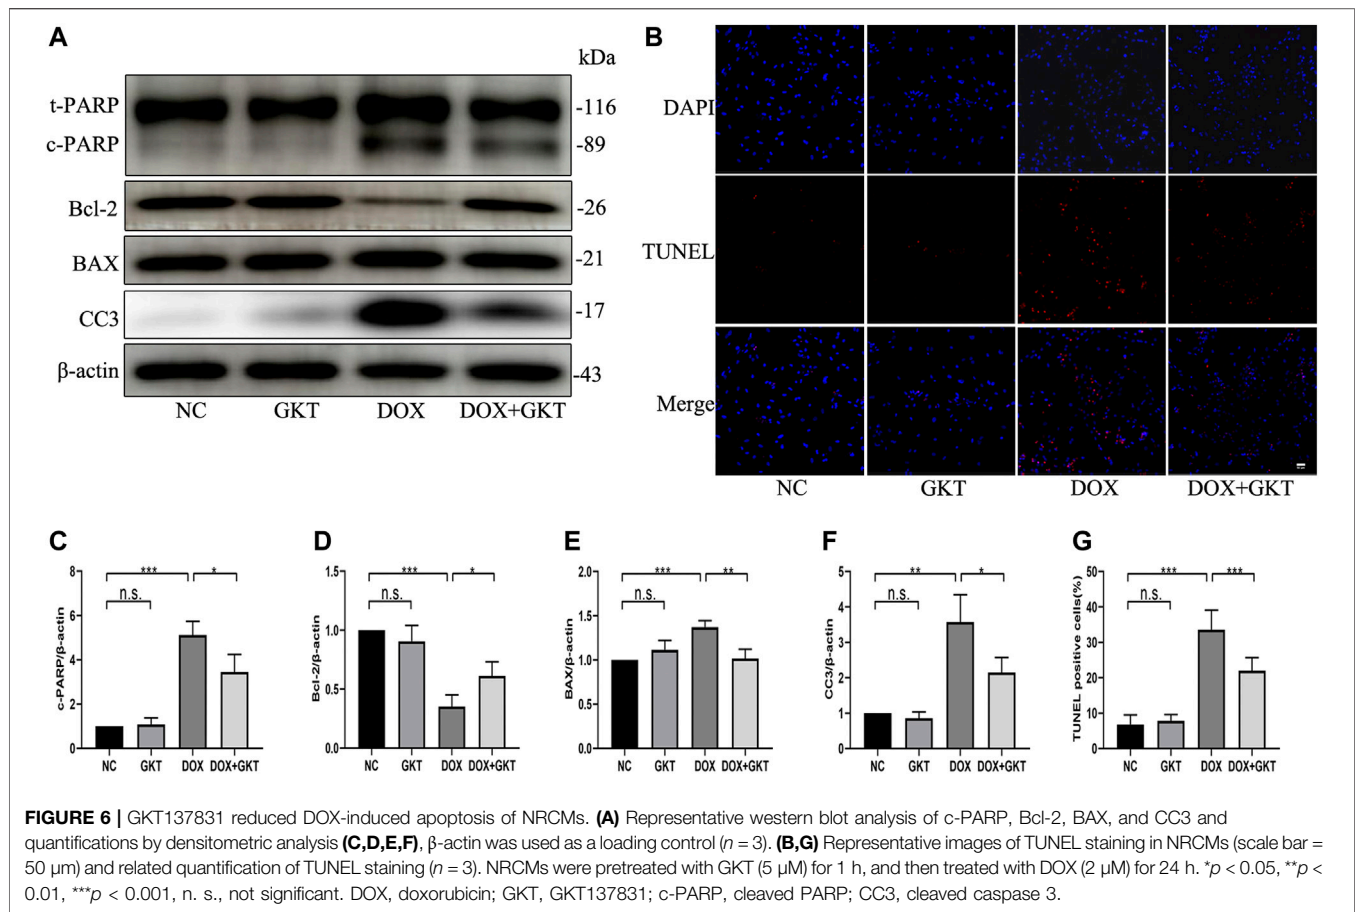 A
kDa
t-PARP
-116
c-PARP
-89
Bcl-2
-26
BAX
-21
CC3
-17
β-actin
-43
NC GKT DOX DOX+GKT
B
DAPI
TUNEL
Merge
NC GKT DOX DOX+GKT
C
*** *
n.s.
c-PARP/β-actin
8
6
4
2
0
NC GKT DOX DOX+GKT
D
*** *
n.s.
Bcl-2/β-actin
1.5
1.0
0.5
0.0
NC GKT DOX DOX+GKT
E
*** **
n.s.
BAX/β-actin
2.0
1.5
1.0
0.5
0.0
NC GKT DOX DOX+GKT
F
** *
n.s.
CC3/β-actin
5
4
3
2
1
0
NC GKT DOX DOX+GKT
G
*** ***
n.s.
TUNEL positive cells(%)
50
40
30
20
10
0
NC GKT DOX DOX+GKT
FIGURE 6 | GKT137831 reduced DOX-induced apoptosis of NRCMs. (A) Representative western blot analysis of c-PARP, Bcl-2, BAX, and CC3 and
quantifications by densitometric analysis (C,D,E,F), β-actin was used as a loading control (n = 3). (B,G) Representative images of TUNEL staining in NRCMs (scale bar =
50 μm) and related quantification of TUNEL staining (n = 3). NRCMs were pretreated with GKT (5 μM) for 1 h, and then treated with DOX (2 μM) for 24 h. *p < 0.05, **p <
0.01, ***p < 0.001, n. s., not significant. DOX, doxorubicin; GKT, GKT137831; c-PARP, cleaved PARP; CC3, cleaved caspase 3.